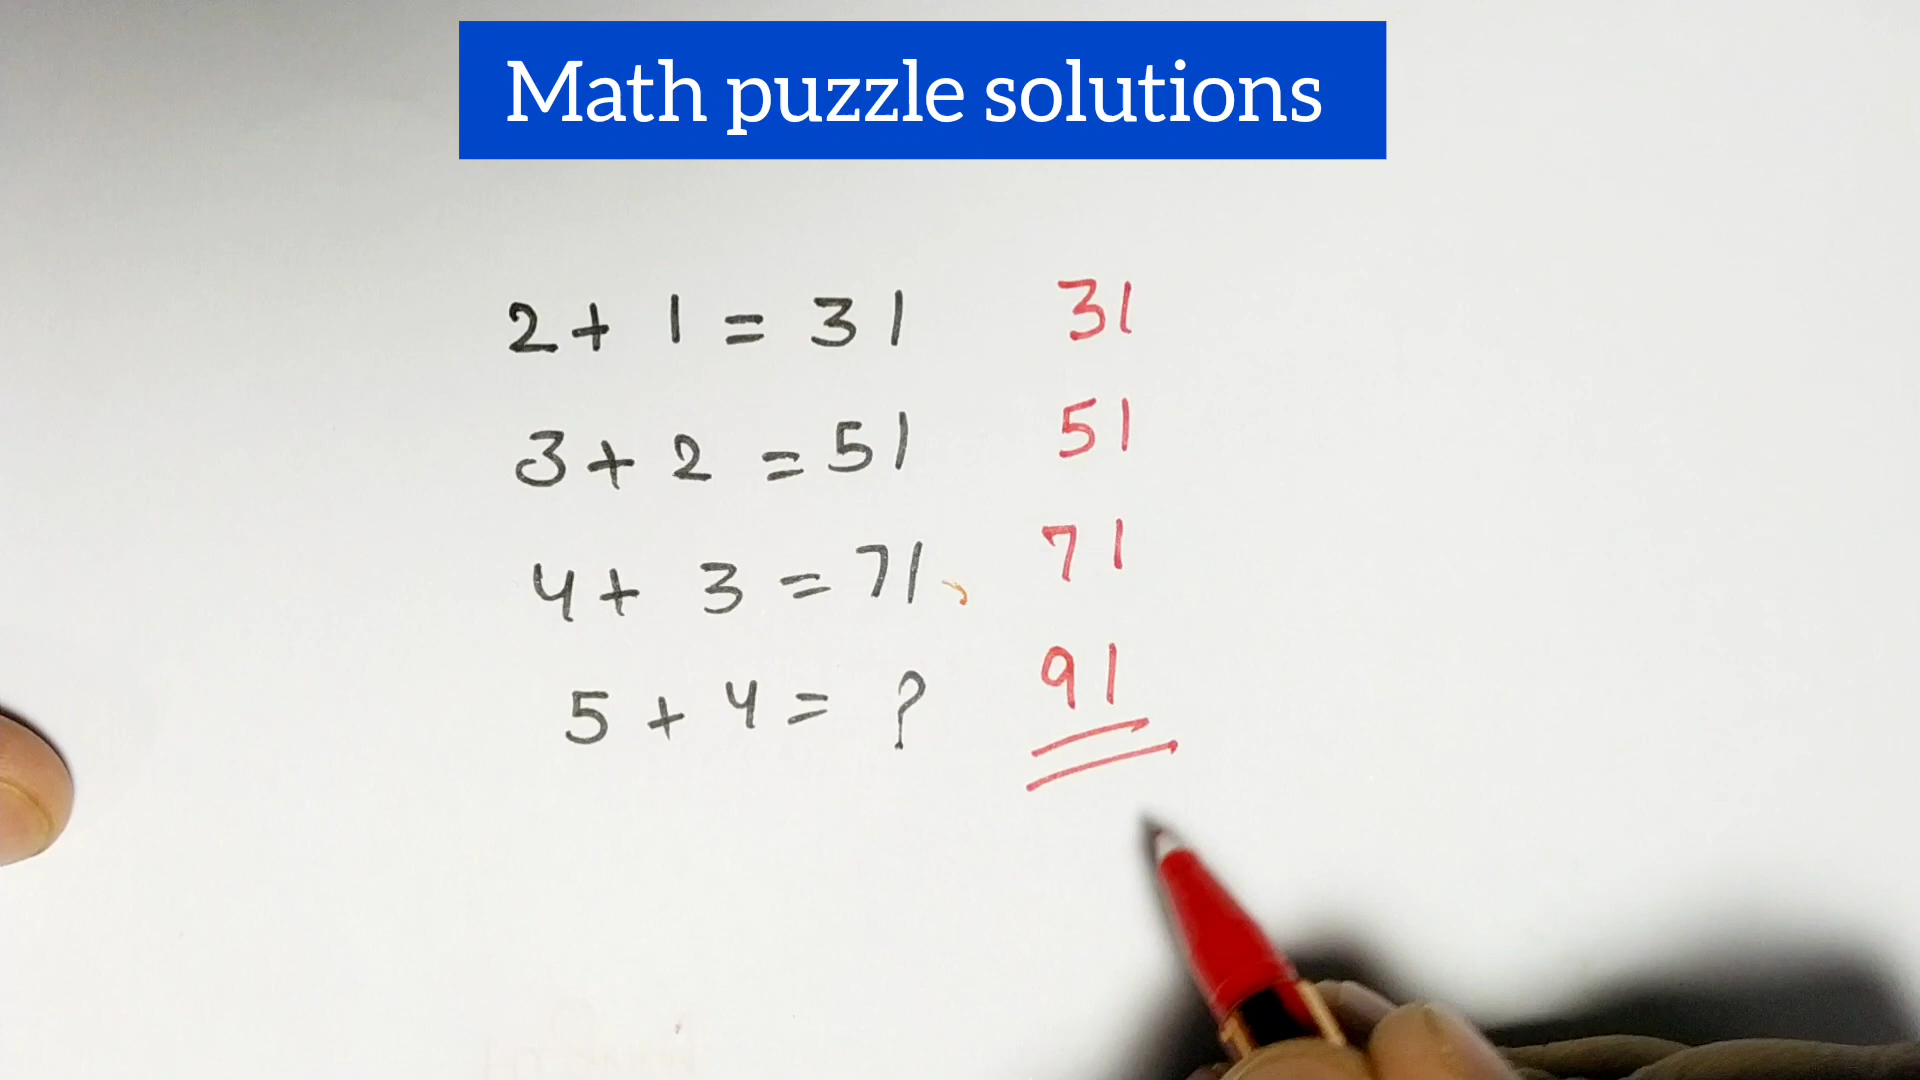 Math puzzle solutions
2 + 1 = 31 31
3 + 2 = 51 51
4 + 3 = 71 71
5 + 4 = ? 91